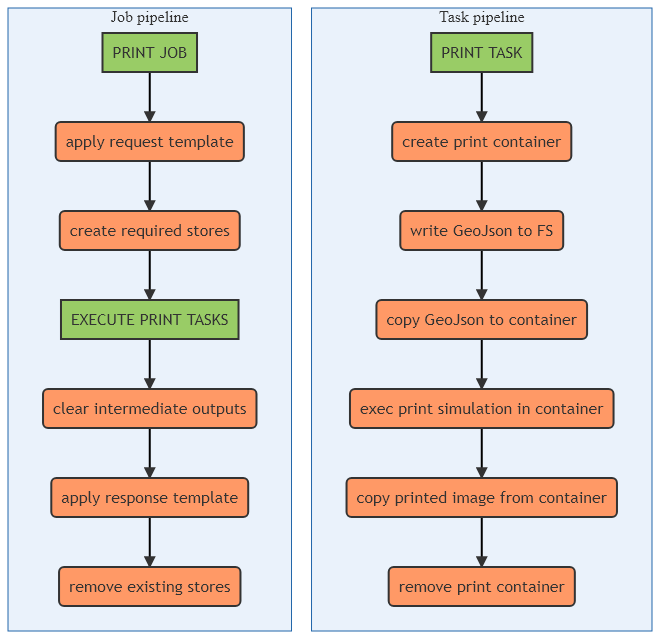 Job pipeline
PRINT JOB
apply request template
create required stores
EXECUTE PRINT TASKS
clear intermediate outputs
apply response template
remove existing stores
Task pipeline
PRINT TASK
create print container
write GeoJson to FS
copy GeoJson to container
exec print simulation in container
copy printed image from container
remove print container